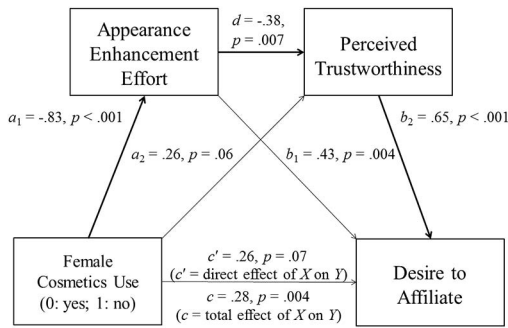 Appearance
Enhancement
Effort
d = -.38,
p = .007
Perceived
Trustworthiness
a₁ = -.83, p < .001
a₂ = .26, p = .06
b₁ = .43, p = .004
b₂ = .65, p < .001
Female
Cosmetics Use
(0: yes; 1: no)
c′ = .26, p = .07
(c′ = direct effect of X on Y)
c = .28, p = .004
(c = total effect of X on Y)
Desire to
Affiliate